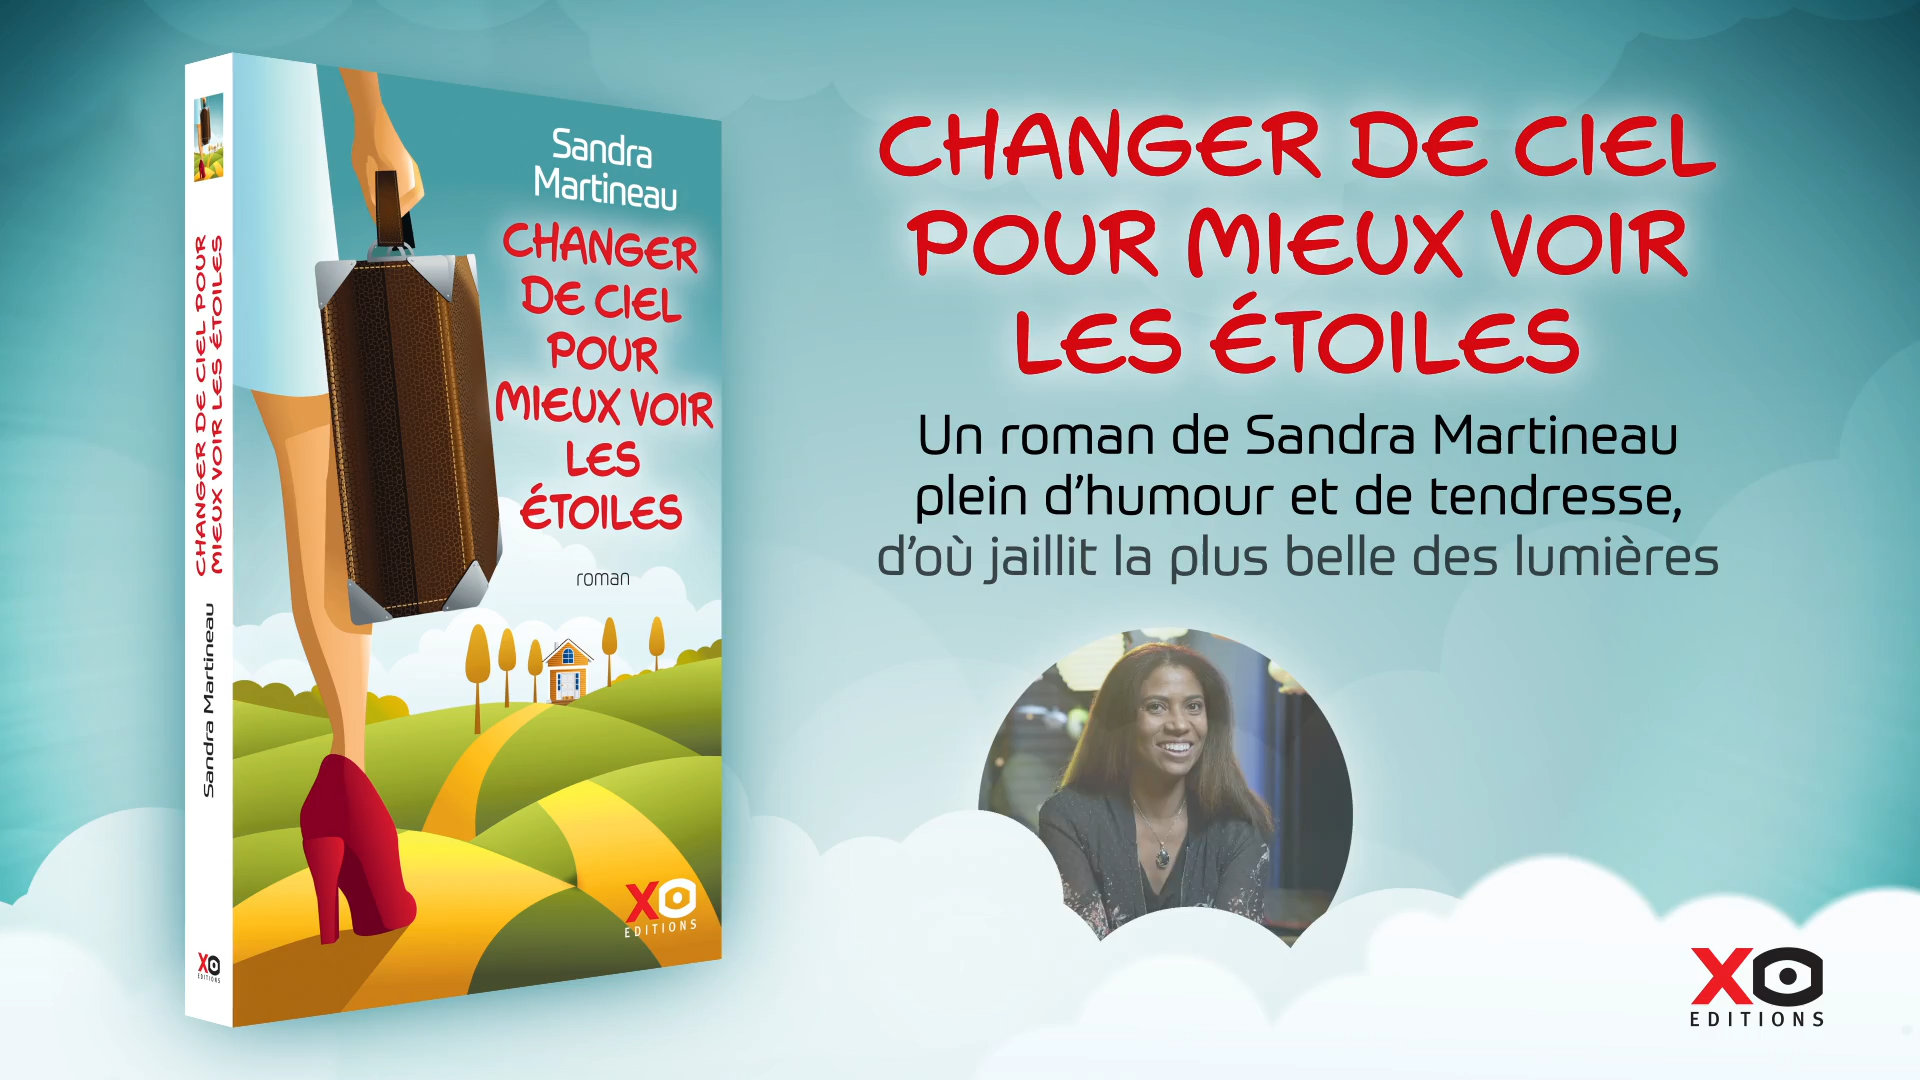 Sandra
Martineau
CHANGER
DE CIEL
POUR
MIEUX VOIR
LES
ÉTOILES
roman
XO
EDITIONS
CHANGER DE CIEL POUR
MIEUX VOIR LES ÉTOILES
Sandra Martineau
XO
EDITIONS
CHANGER DE CIEL
POUR MIEUX VOIR
LES ÉTOILES
Un roman de Sandra Martineau
plein d'humour et de tendresse,
d'où jaillit la plus belle des lumières
XO
EDITIONS